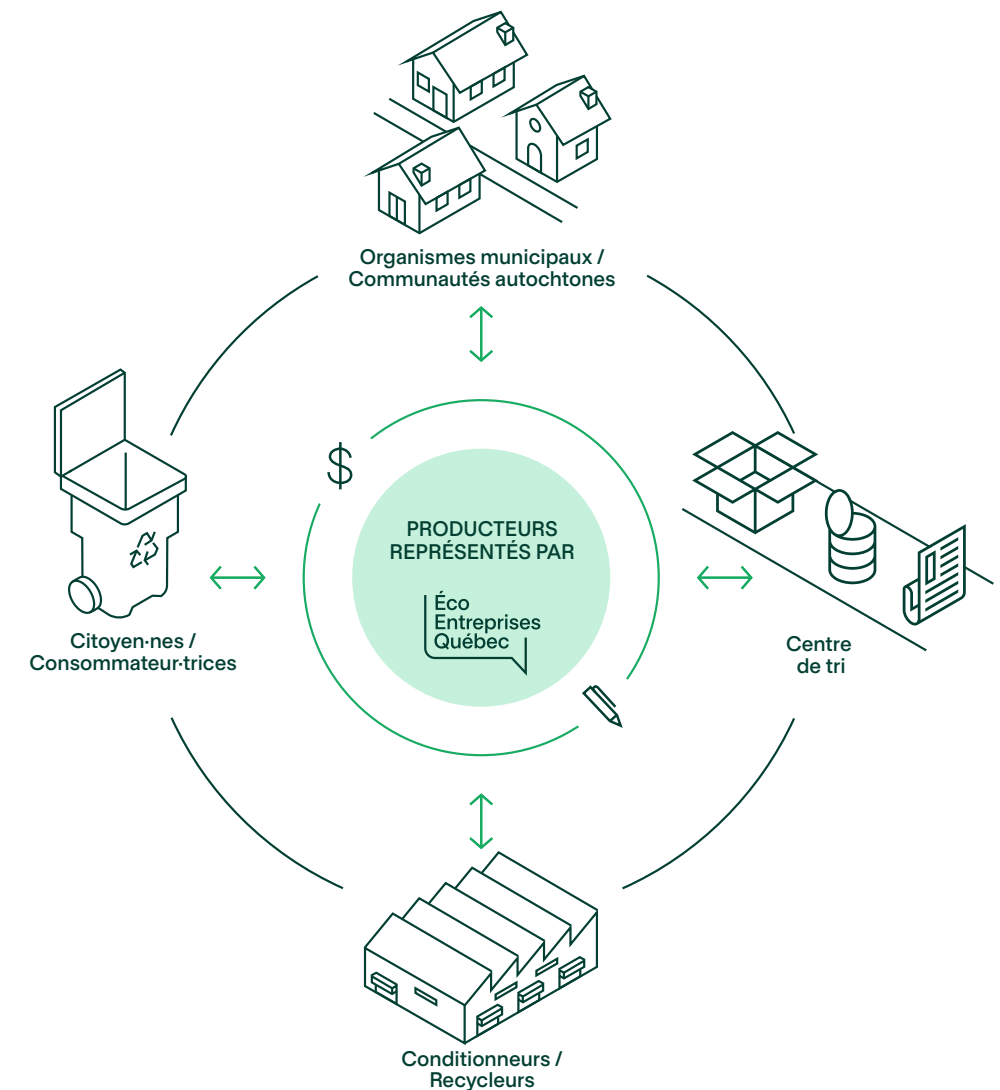 Organismes municipaux /
Communautés autochtones
$
PRODUCTEURS
REPRÉSENTÉS PAR
Éco
Entreprises
Québec
Citoyen·nes /
Consommateur·trices
Centre
de tri
Conditionneurs /
Recycleurs